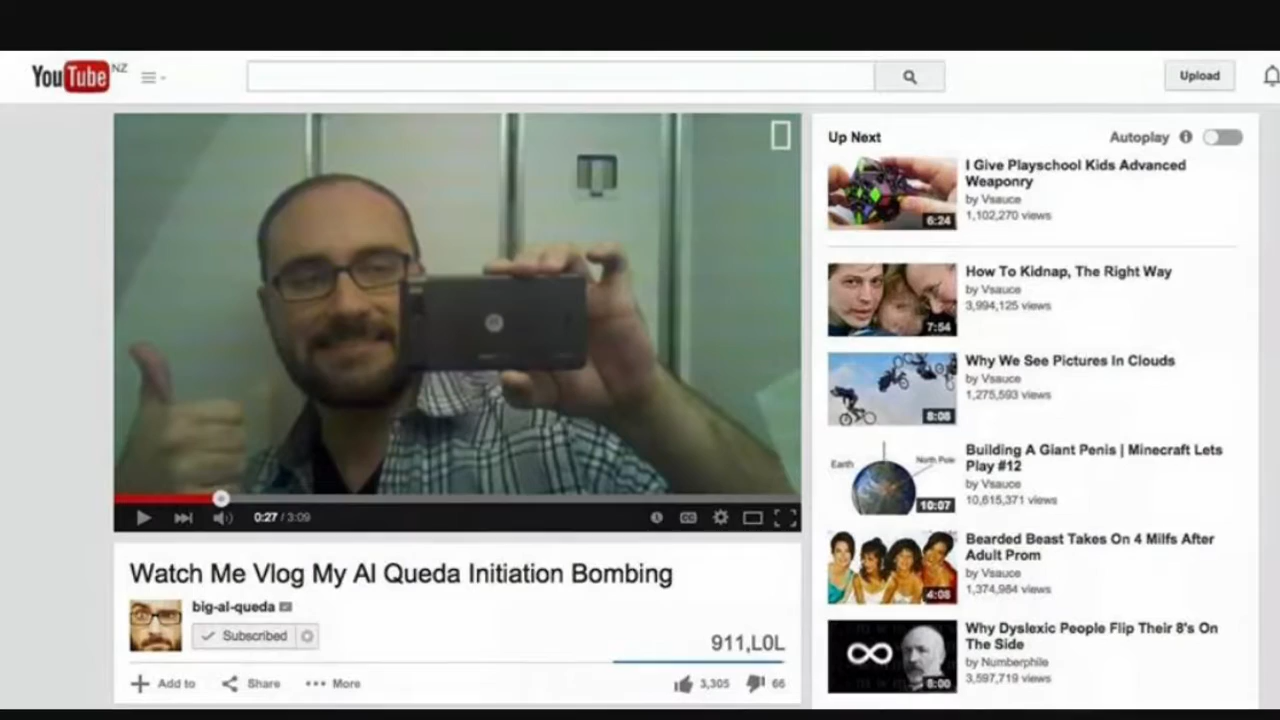 YouTube NZ
Upload
Up Next
Autoplay
I Give Playschool Kids Advanced
Weaponry
by Vsauce
1,102,270 views
6:24
How To Kidnap, The Right Way
by Vsauce
3,994,125 views
7:54
Why We See Pictures In Clouds
by Vsauce
1,275,593 views
8:08
Building A Giant Penis | Minecraft Lets
Play #12
by Vsauce
10,615,371 views
Earth
North Pole
10:07
Bearded Beast Takes On 4 Milfs After
Adult Prom
by Vsauce
1,374,984 views
4:08
Why Dyslexic People Flip Their 8's On
The Side
by Numberphile
3,597,719 views
8:00
0:27 / 3:09
CC
Watch Me Vlog My Al Queda Initiation Bombing
big-al-queda
Subscribed
911,L0L
Add to
Share
More
3,305
66